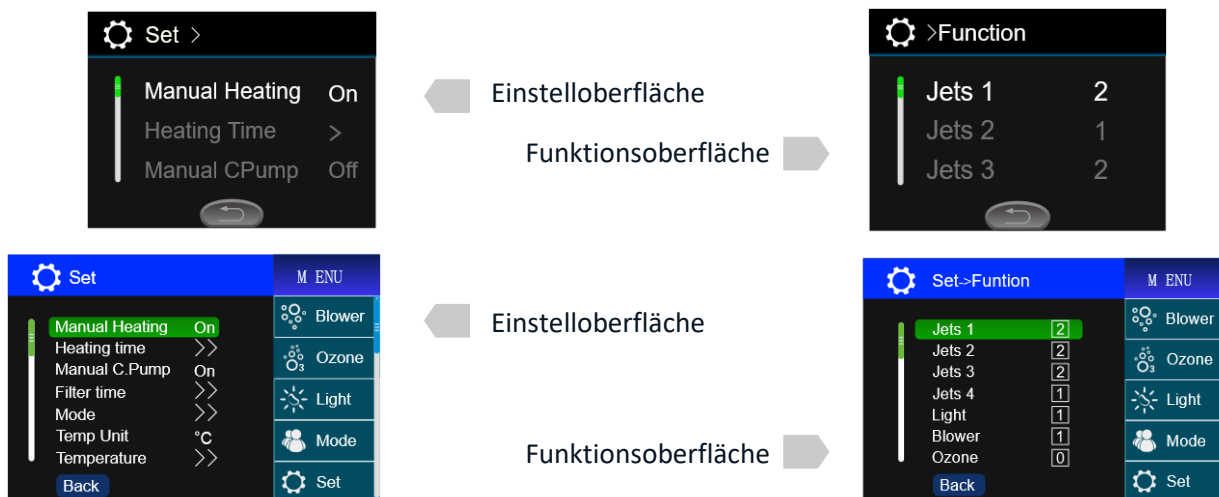 Set >
Manual Heating On
Heating Time >
Manual CPump Off
Einstelloberfläche
Funktionsoberfläche
>Function
Jets 1 2
Jets 2 1
Jets 3 2
Set
M ENU
Manual Heating On
Heating time >>
Manual C.Pump On
Filter time >>
Mode >>
Temp Unit °C
Temperature >>
Back
Blower
O3 Ozone
Light
Mode
Set
Einstelloberfläche
Funktionsoberfläche
Set->Funtion
M ENU
Jets 1 2
Jets 2 2
Jets 3 2
Jets 4 1
Light 1
Blower 1
Ozone 0
Back
Blower
O3 Ozone
Light
Mode
Set